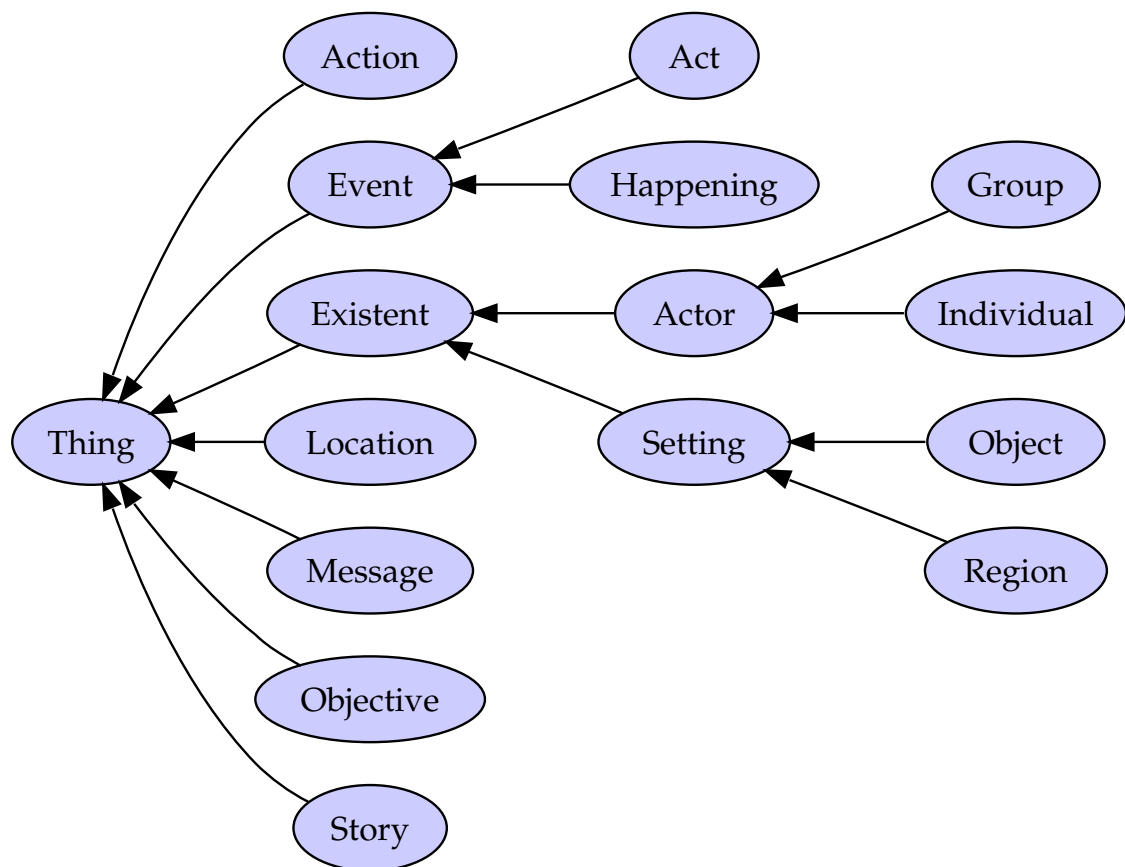 Action
Act
Event
Happening
Group
Existent
Actor
Individual
Thing
Location
Setting
Object
Message
Region
Objective
Story